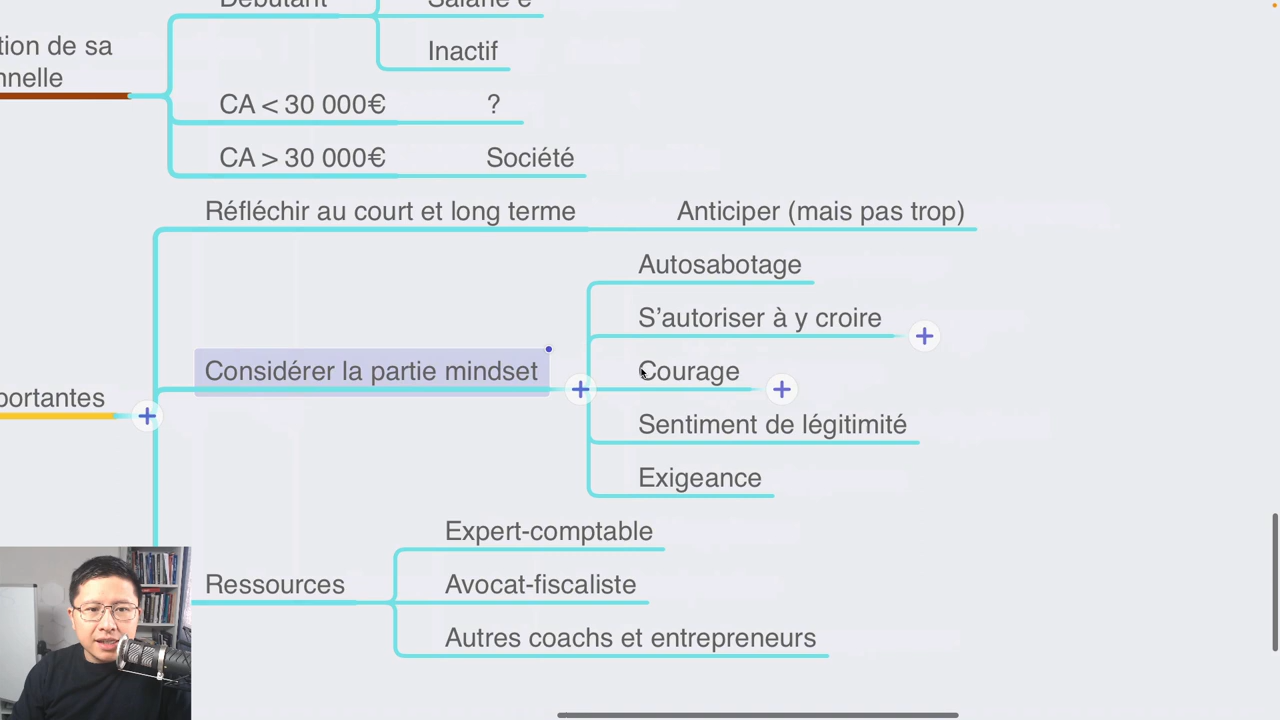 Débutant
Salarié·e
Inactif
tion de sa
nnelle
CA < 30 000€
?
CA > 30 000€
Société
Réfléchir au court et long terme
Anticiper (mais pas trop)
Considérer la partie mindset
Autosabotage
S’autoriser à y croire
Courage
Sentiment de légitimité
Exigeance
portantes
Ressources
Expert-comptable
Avocat-fiscaliste
Autres coachs et entrepreneurs